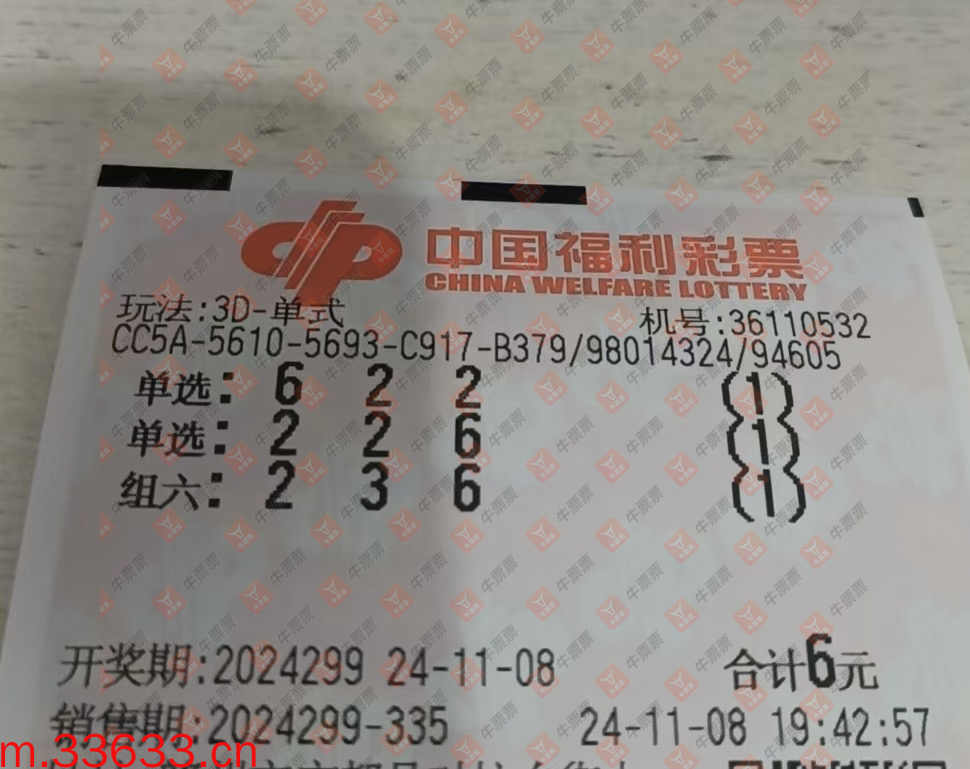 中国福利彩票
CHINA WELFARE LOTTERY
玩法:3D-单式 机号:36110532
CC5A-5610-5693-C917-B379/98014324/94605
单选: 6 2 2 (1)
单选: 2 2 6 (1)
组六: 2 3 6 (1)
开奖期:2024299 24-11-08 合计6元
销售期:2024299-335 24-11-08 19:42:57
m.33633.cn
牛票票